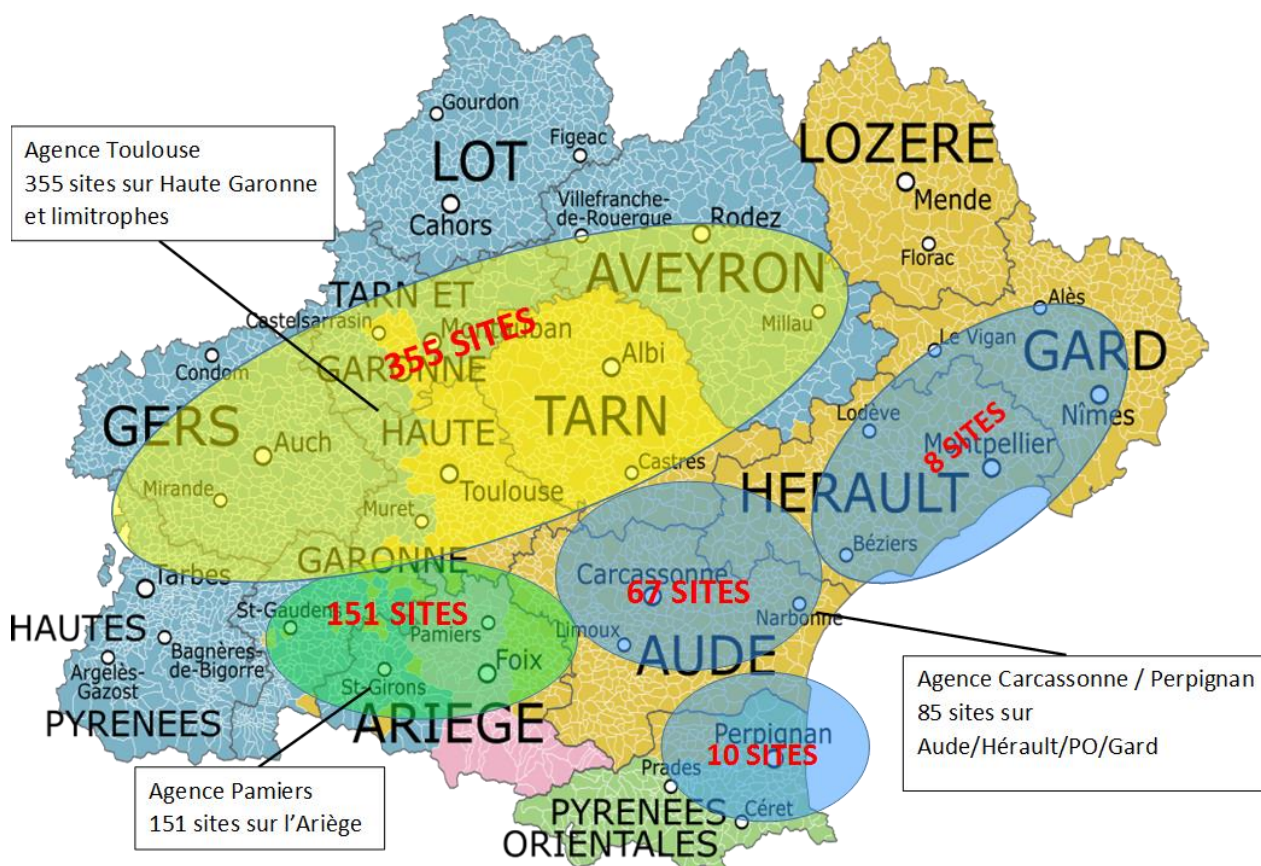 Gourdon
Figeac
LOT
LOZERE
Agence Toulouse
355 sites sur Haute Garonne
et limitrophes
Mende
Villefranche-
de-Rouergue
Rodez
Cahors
Florac
AVEYRON
TARN ET
Castelsarrasin
Montauban
355 SITES
Millau
Alès
Le Vigan
GARD
Condom
GARONNE
Albi
Nîmes
GERS
TARN
Lodève
Auch
HAUTE
Montpellier
8 SITES
Castres
Mirande
Toulouse
HERAULT
Muret
Béziers
GARONNE
Tarbes
Carcassonne
67 SITES
St-Gaudens
151 SITES
Narbonne
HAUTES
Pamiers
Limoux
Bagnères-
de-Bigorre
Argelès-
Gazost
Foix
AUDE
St-Girons
PYRENEES
ARIEGE
Agence Carcassonne / Perpignan
85 sites sur
Aude/Hérault/PO/Gard
Perpignan
10 SITES
Prades
Agence Pamiers
151 sites sur l’Ariège
Céret
PYRENEES
ORIENTALES